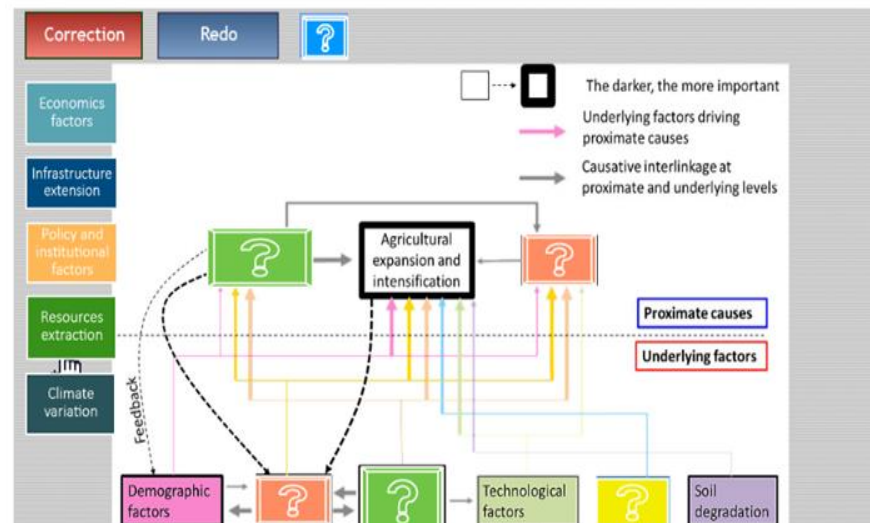 Correction
Redo
?
Economics
factors
Infrastructure
extension
Policy and
institutional
factors
Resources
extraction
Climate
variation
The darker, the more important
Underlying factors driving
proximate causes
Causative interlinkage at
proximate and underlying levels
?
Agricultural
expansion and
intensification
?
Proximate causes
Underlying factors
Feedback
Demographic
factors
?
?
Technological
factors
?
Soil
degradation